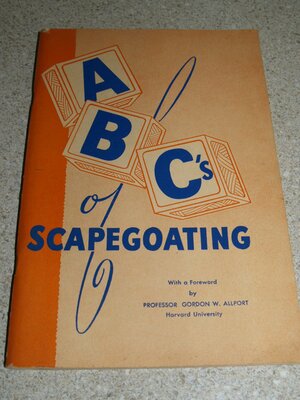 A
B
C's
of
SCAPEGOATING
With a Foreword
by
PROFESSOR GORDON W. ALLPORT
Harvard University